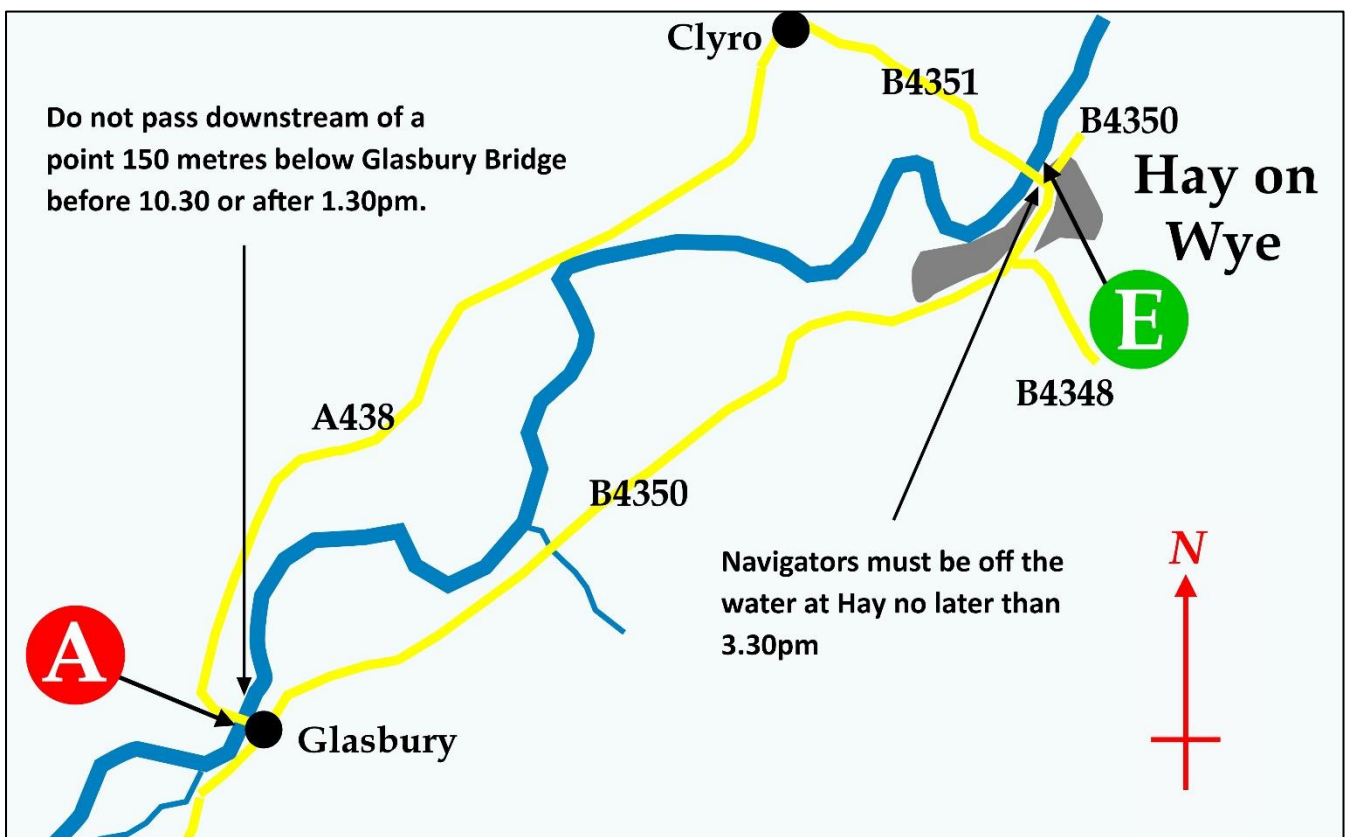 Clyro
B4351
Do not pass downstream of a
point 150 metres below Glasbury Bridge
before 10.30 or after 1.30pm.
B4350
Hay on
Wye
E
B4348
A438
B4350
Navigators must be off the
water at Hay no later than
3.30pm
N
A
Glasbury